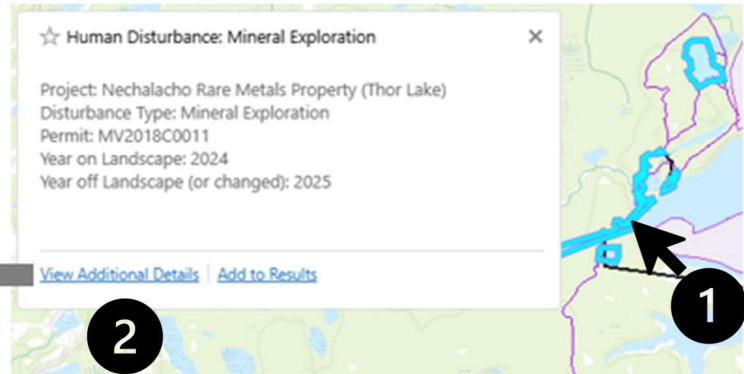 Human Disturbance: Mineral Exploration
Project: Nechalacho Rare Metals Property (Thor Lake)
Disturbance Type: Mineral Exploration
Permit: MV2018C0011
Year on Landscape: 2024
Year off Landscape (or changed): 2025
View Additional Details | Add to Results
1
2